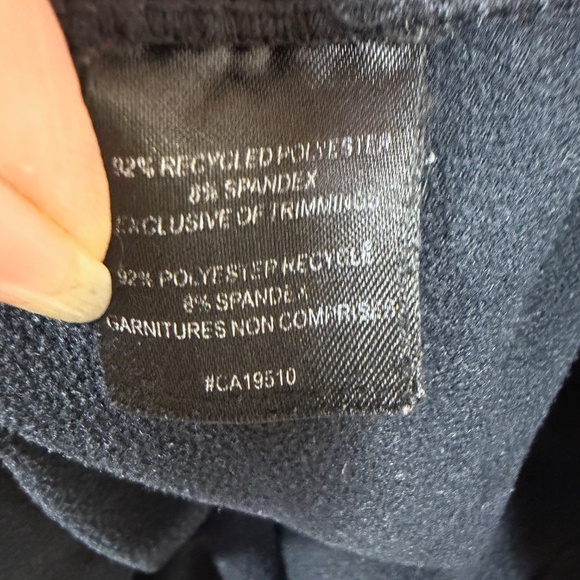 92% RECYCLED POLYESTER
8% SPANDEX
EXCLUSIVE OF TRIMMINGS
92% POLYESTER RECYCLE
8% SPANDEX
GARNITURES NON COMPRISES
#CA19510